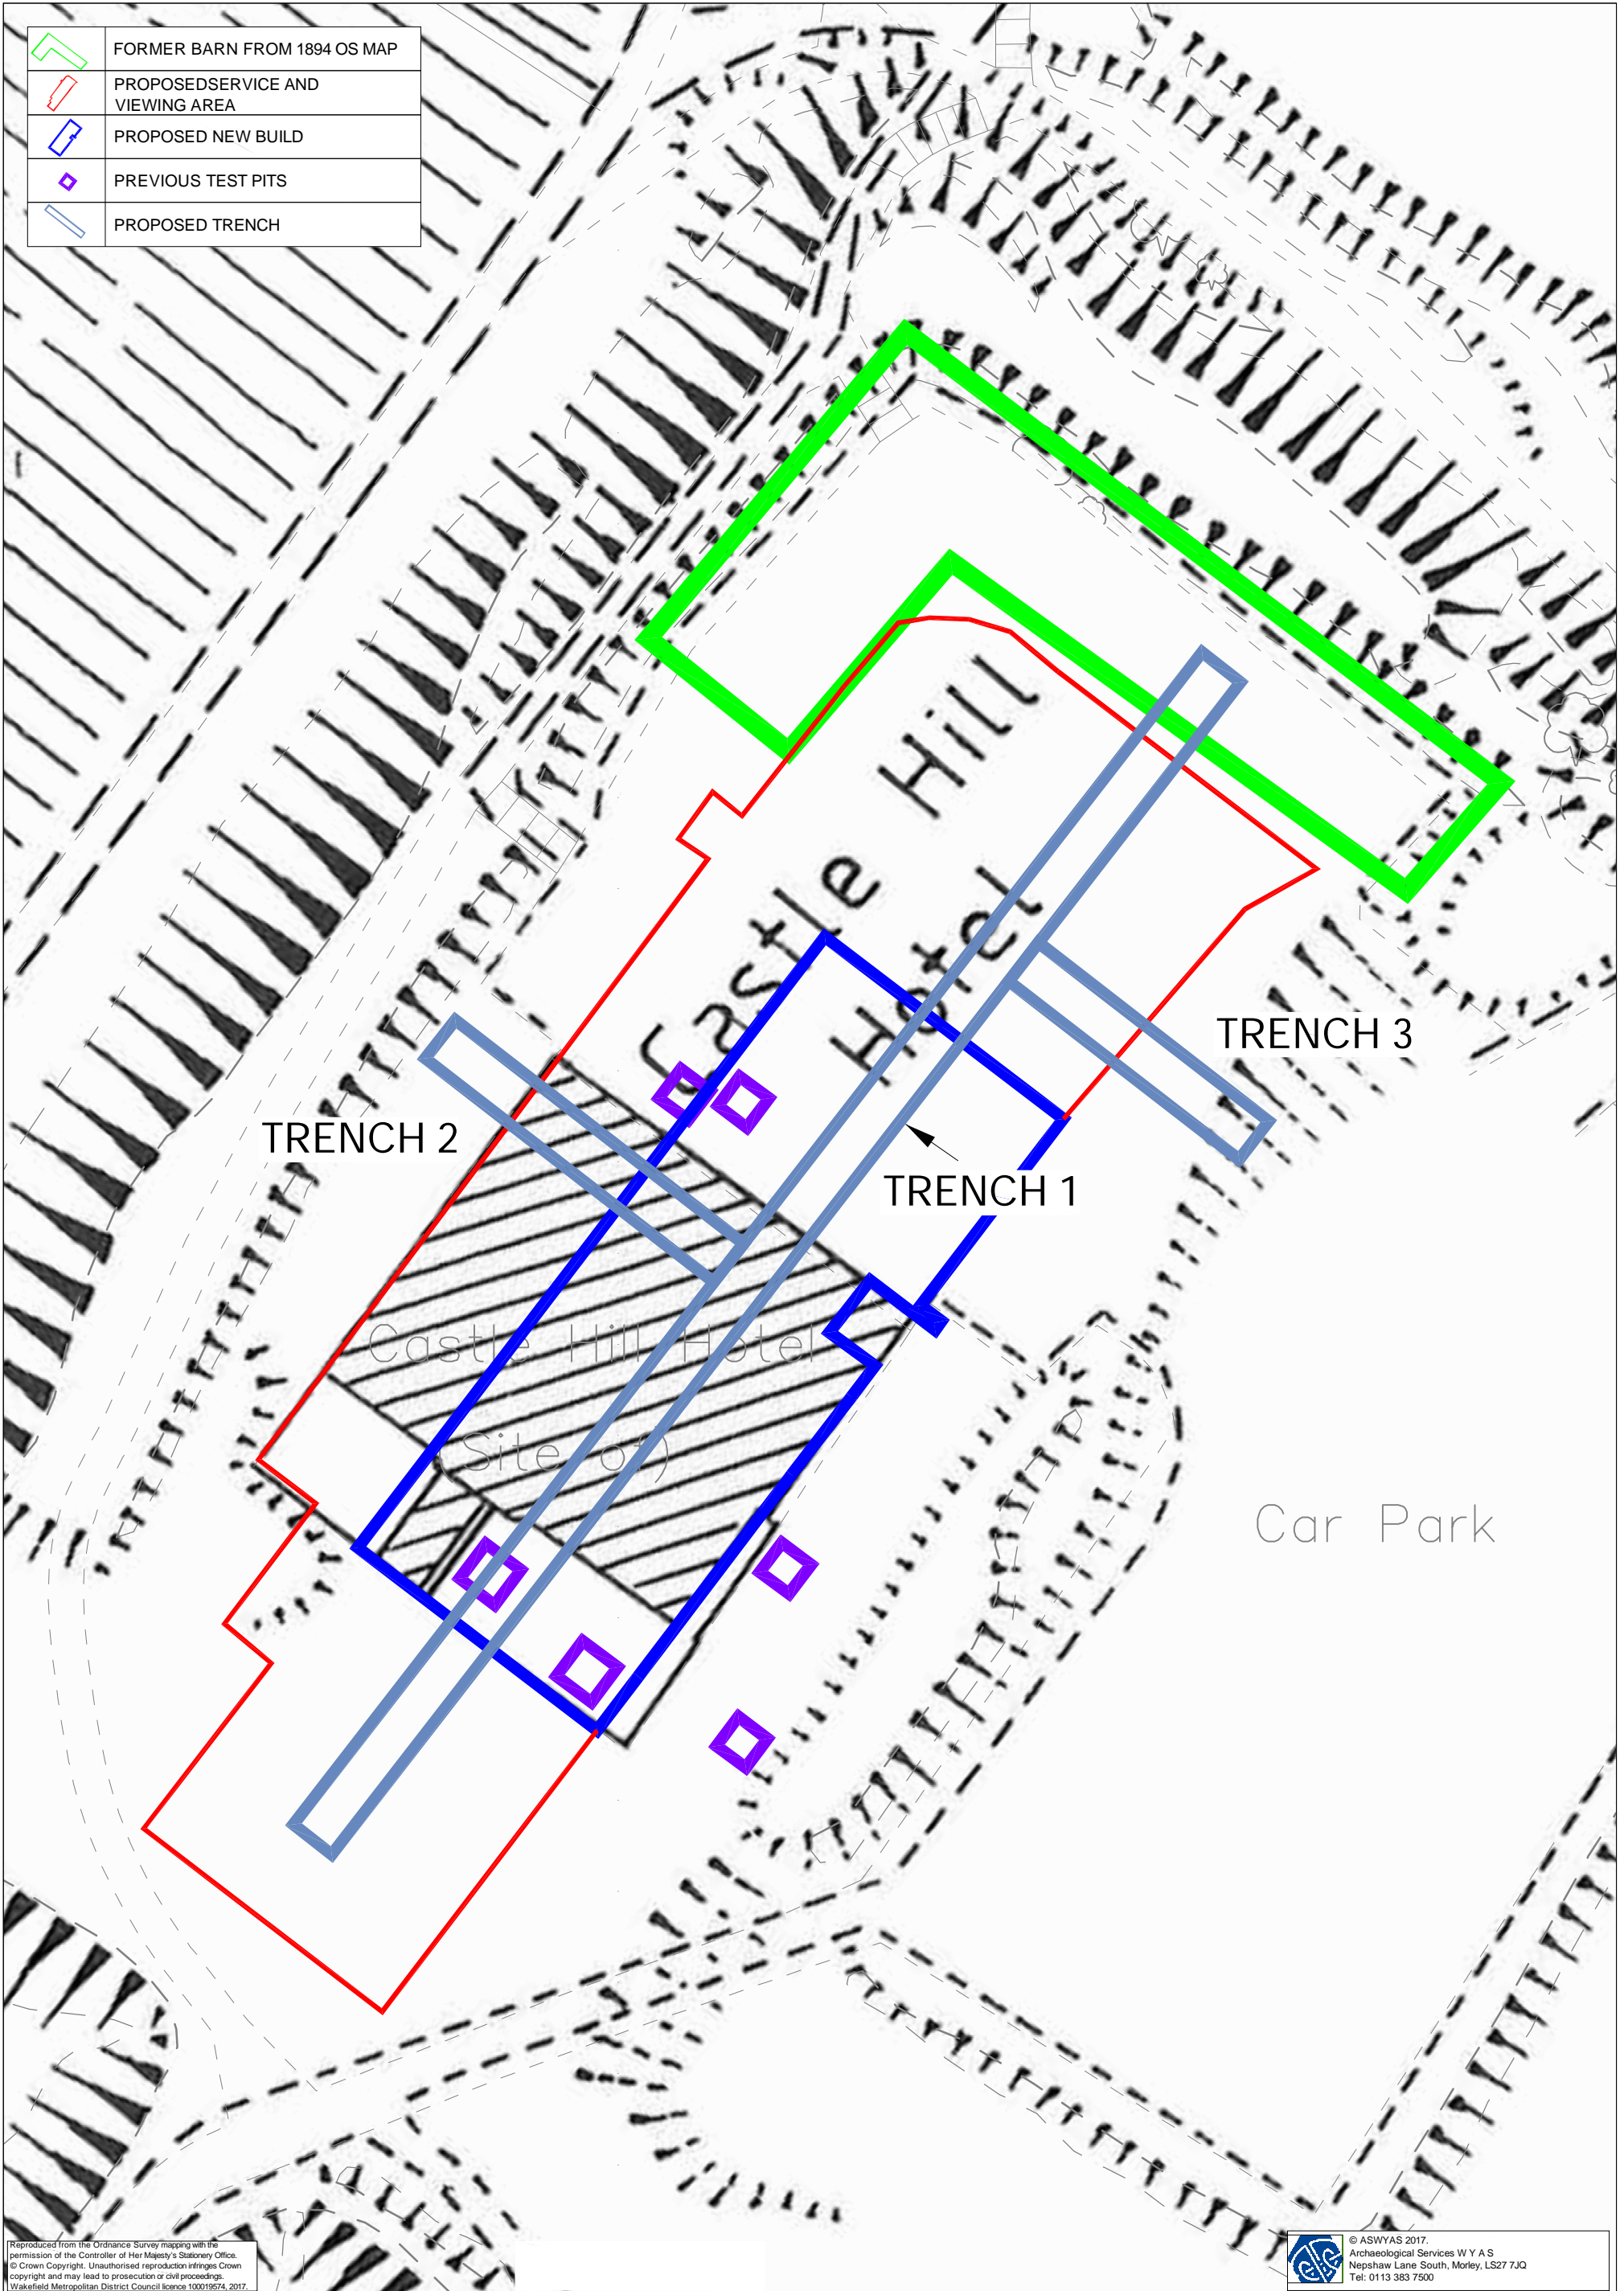 FORMER BARN FROM 1894 OS MAP
PROPOSEDSERVICE AND
VIEWING AREA
PROPOSED NEW BUILD
PREVIOUS TEST PITS
PROPOSED TRENCH
Castle Hill
Hotel
TRENCH 3
TRENCH 2
TRENCH 1
Castle Hill Hotel
(Site of)
Car Park
Reproduced from the Ordnance Survey mapping with the
permission of the Controller of Her Majesty's Stationery Office.
© Crown Copyright. Unauthorised reproduction infringes Crown
copyright and may lead to prosecution or civil proceedings.
Wakefield Metropolitan District Council licence 100019574, 2017.
© ASWYAS 2017.
Archaeological Services W Y A S
Nepshaw Lane South, Morley, LS27 7JQ
Tel: 0113 383 7500